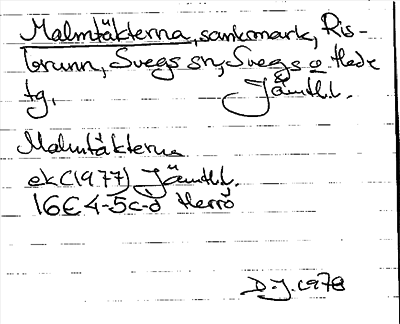 Malmtäkterna, sankmark, Ris-
brunn, Svegs sn, Svegs o Hede
tg, Jämtl.l.
Malmtäkterna
ek (1977) Jämtl.l.
16E 4-5c-d Herrö
D.J. 1978